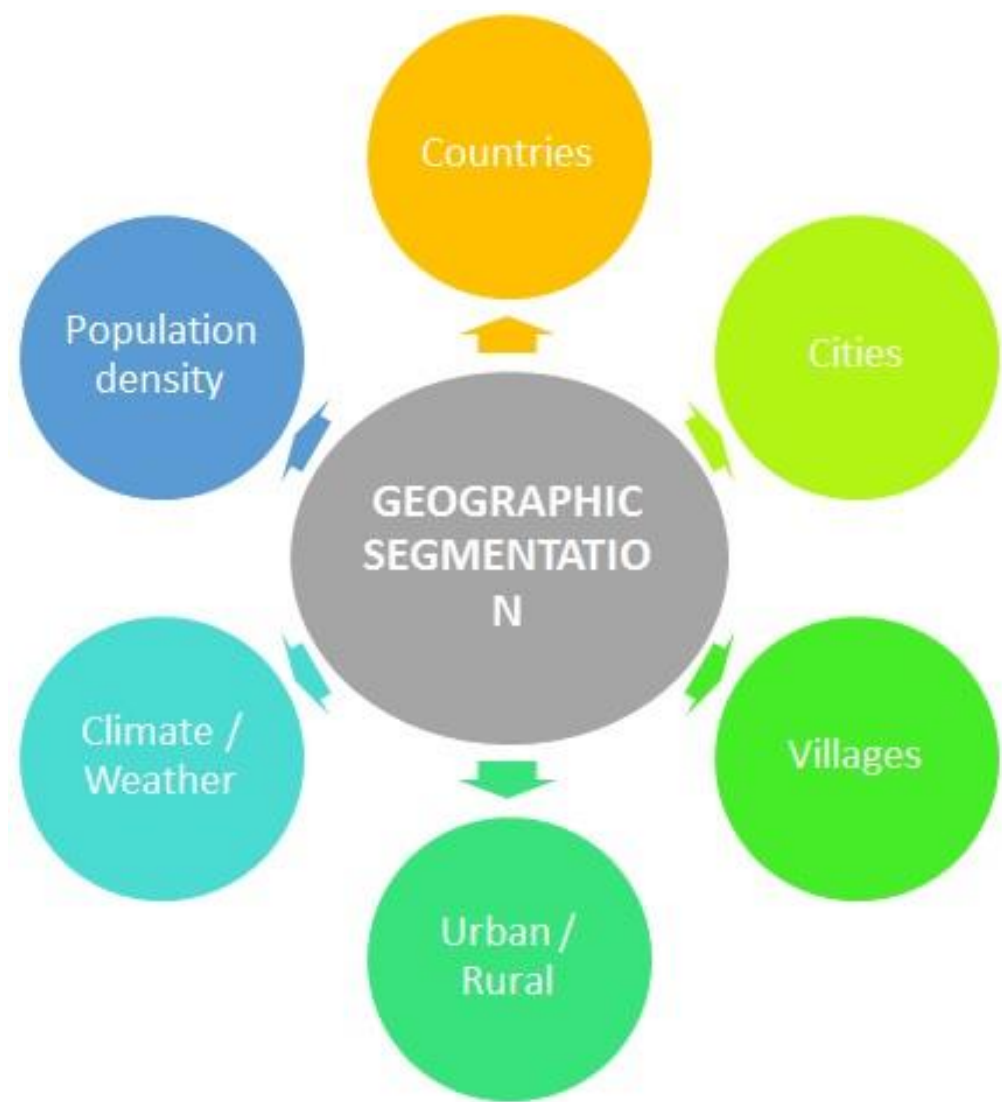 Countries
Population
density
Cities
GEOGRAPHIC
SEGMENTATIO
N
Climate /
Weather
Villages
Urban /
Rural